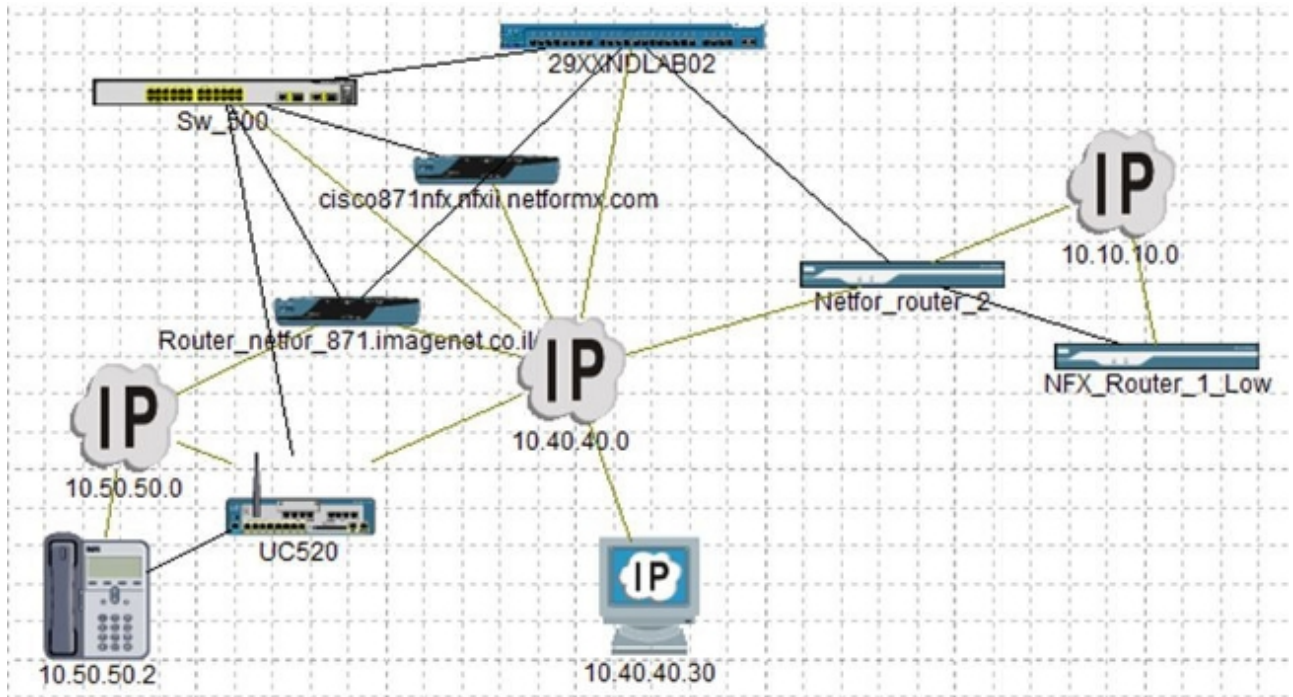 29XXNDLAB02
Sw_500
cisco871nfx.nfxii.netformx.com
IP
10.10.10.0
Netfor_router_2
Router_netfor_871.imagenot.co.il
IP
NFX_Router_1_Low
IP
10.40.40.0
10.50.50.0
UC520
IP
10.50.50.2
10.40.40.30